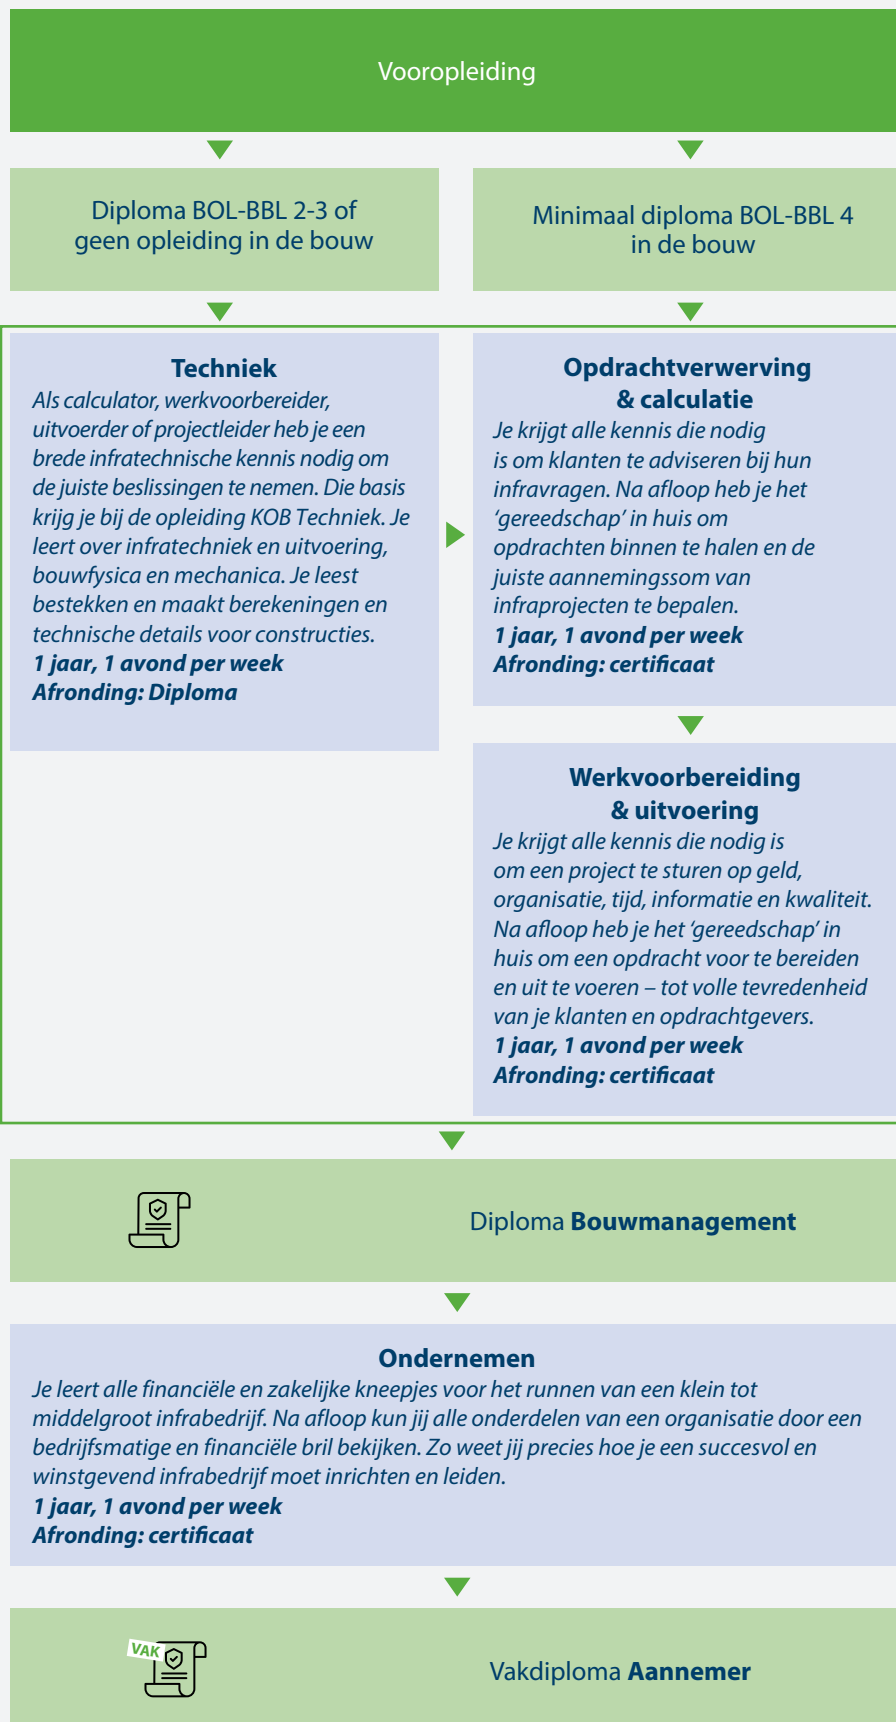 Vooropleiding
Diploma BOL-BBL 2-3 of
geen opleiding in de bouw
Minimaal diploma BOL-BBL 4
in de bouw
Techniek
Als calculator, werkvoorbereider,
uitvoerder of projectleider heb je een
brede infratechnische kennis nodig om
de juiste beslissingen te nemen. Die basis
krijg je bij de opleiding KOB Techniek. Je
leert over infratechniek en uitvoering,
bouwfysica en mechanica. Je leest
bestekken en maakt berekeningen en
technische details voor constructies.
1 jaar, 1 avond per week
Afronding: Diploma
Opdrachtverwerving
& calculatie
Je krijgt alle kennis die nodig
is om klanten te adviseren bij hun
infravragen. Na afloop heb je het
‘gereedschap’ in huis om
opdrachten binnen te halen en de
juiste aannemingssom van
infraprojecten te bepalen.
1 jaar, 1 avond per week
Afronding: certificaat
Werkvoorbereiding
& uitvoering
Je krijgt alle kennis die nodig is
om een project te sturen op geld,
organisatie, tijd, informatie en kwaliteit.
Na afloop heb je het ‘gereedschap’ in
huis om een opdracht voor te bereiden
en uit te voeren – tot volle tevredenheid
van je klanten en opdrachtgevers.
1 jaar, 1 avond per week
Afronding: certificaat
Diploma Bouwmanagement
Ondernemen
Je leert alle financiële en zakelijke kneepjes voor het runnen van een klein tot
middelgroot infrabedrijf. Na afloop kun jij alle onderdelen van een organisatie door een
bedrijfsmatige en financiële bril bekijken. Zo weet jij precies hoe je een succesvol en
winstgevend infrabedrijf moet inrichten en leiden.
1 jaar, 1 avond per week
Afronding: certificaat
VAK
Vakdiploma Aannemer